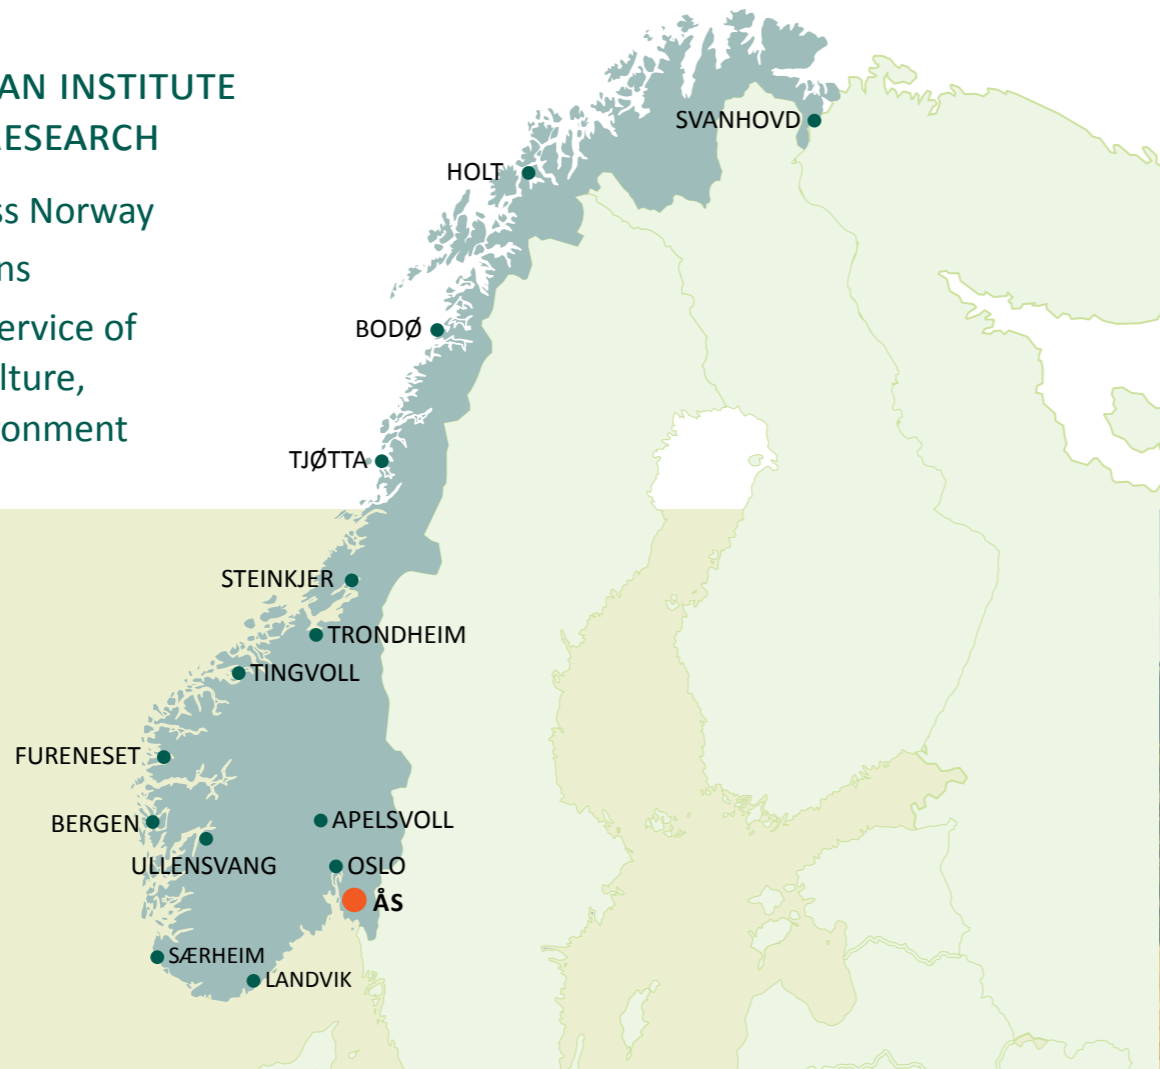 AN INSTITUTE
RESEARCH
ss Norway
ns
ervice of
lture,
onment
SVANHOVD
HOLT
BODØ
TJØTTA
STEINKJER
TRONDHEIM
TINGVOLL
FURENESET
BERGEN
APELSVOLL
ULLENSVANG
OSLO
ÅS
SÆRHEIM
LANDVIK